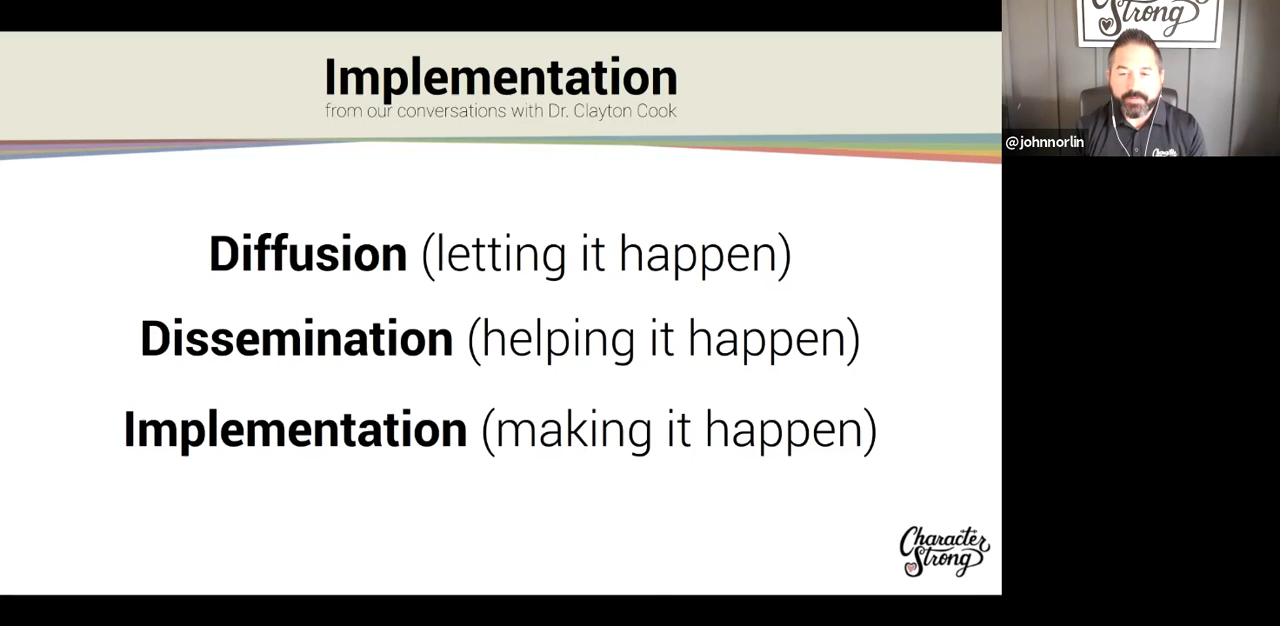 Implementation
from our conversations with Dr. Clayton Cook
Diffusion (letting it happen)
Dissemination (helping it happen)
Implementation (making it happen)
Character
Strong
Strong
@johnnorlin